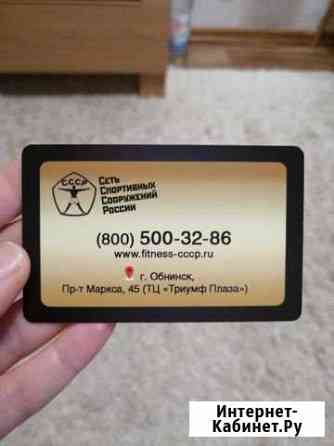 СССР
Сеть
Спортивных
Сооружений
России
(800) 500-32-86
www.fitness-cccp.ru
г. Обнинск,
Пр-т Маркса, 45 (ТЦ «Триумф Плаза»)
Интернет-
Кабинет.Ру